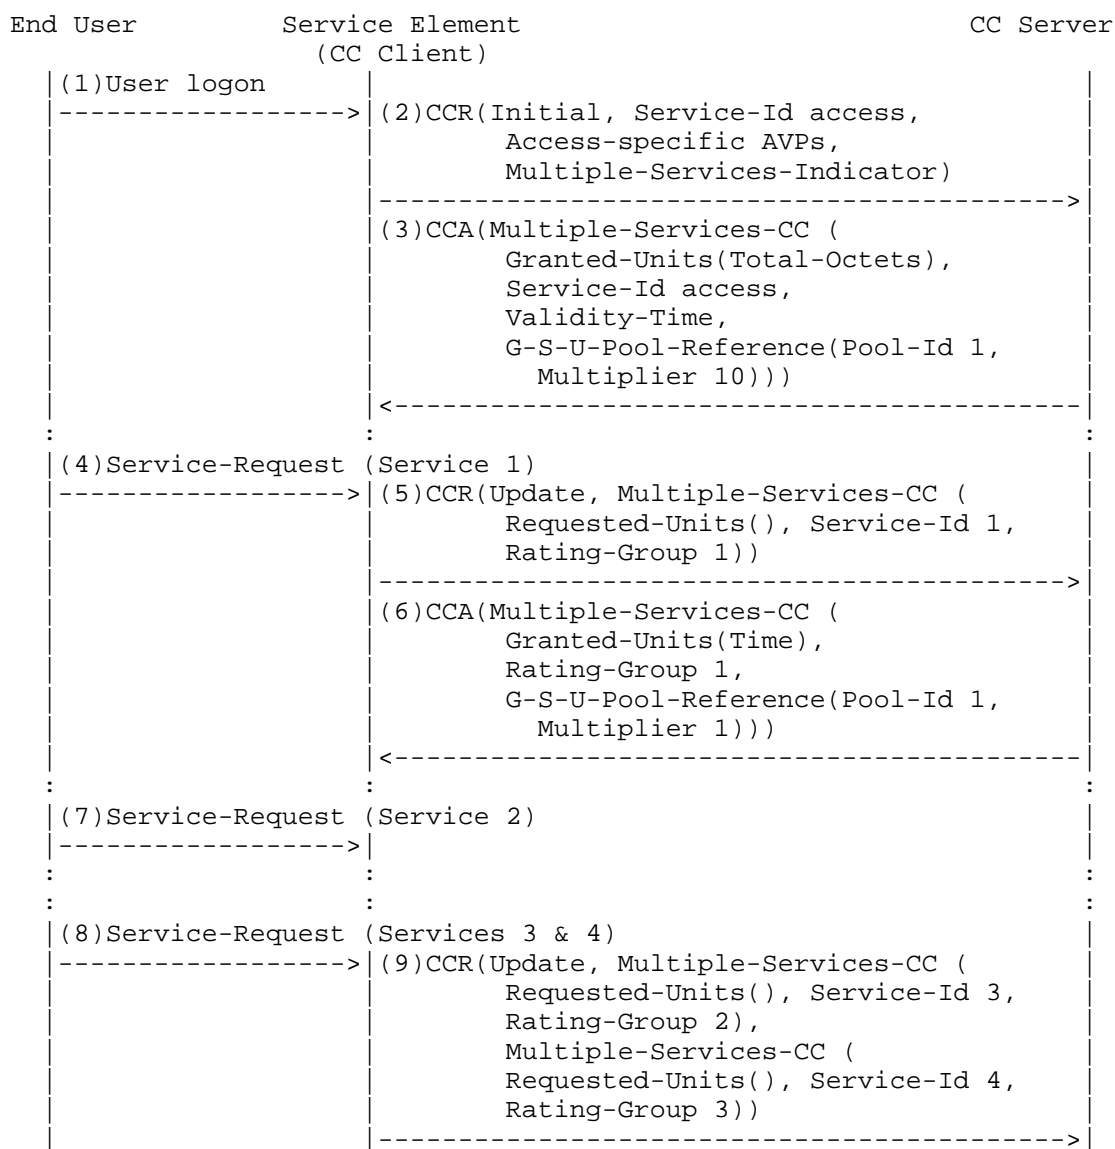 End User Service Element CC Server
(CC Client)
(1)User logon
(2)CCR(Initial, Service-Id access,
Access-specific AVPs,
Multiple-Services-Indicator)
(3)CCA(Multiple-Services-CC (
Granted-Units(Total-Octets),
Service-Id access,
Validity-Time,
G-S-U-Pool-Reference(Pool-Id 1,
Multiplier 10)))
(4)Service-Request (Service 1)
(5)CCR(Update, Multiple-Services-CC (
Requested-Units(), Service-Id 1,
Rating-Group 1))
(6)CCA(Multiple-Services-CC (
Granted-Units(Time),
Rating-Group 1,
G-S-U-Pool-Reference(Pool-Id 1,
Multiplier 1)))
(7)Service-Request (Service 2)
(8)Service-Request (Services 3 & 4)
(9)CCR(Update, Multiple-Services-CC (
Requested-Units(), Service-Id 3,
Rating-Group 2),
Multiple-Services-CC (
Requested-Units(), Service-Id 4,
Rating-Group 3))